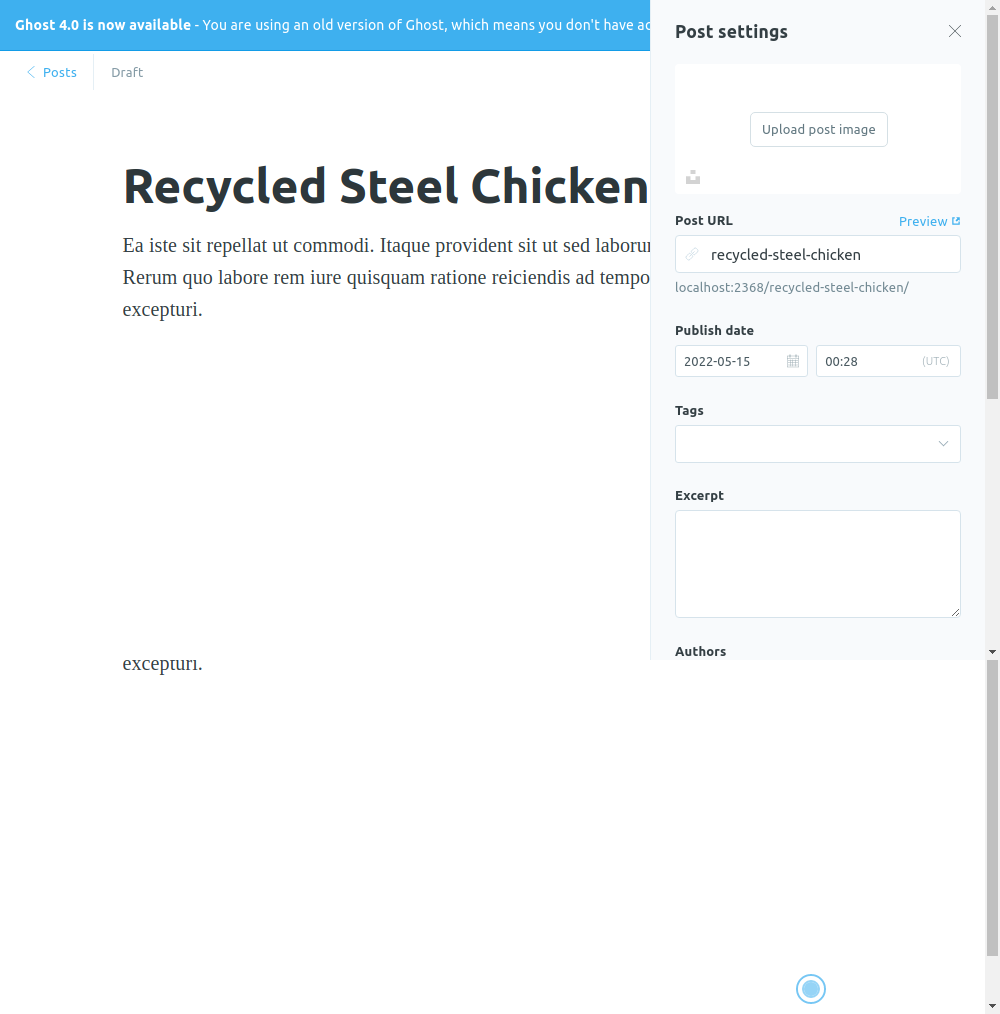 Ghost 4.0 is now available - You are using an old version of Ghost, which means you don't have
Posts
Draft
Recycled Steel Chicken
Ea iste sit repellat ut commodi. Itaque provident sit ut sed
Rerum quo labore rem iure quisquam ratione reiciendis ad
excepturi.
excepturi.
Post settings
Upload post image
Post URL
Preview
recycled-steel-chicken
localhost:2368/recycled-steel-chicken/
Publish date
2022-05-15
00:28
(UTC)
Tags
Excerpt
Authors